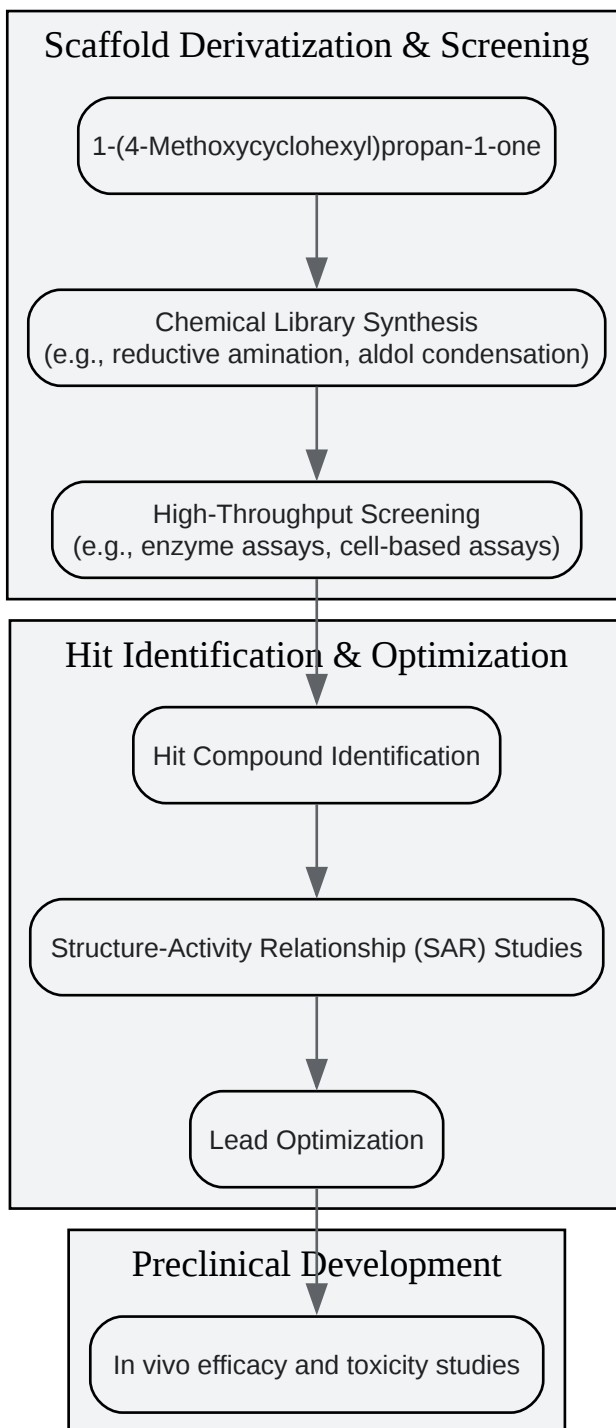 Scaffold Derivatization & Screening
1-(4-Methoxycyclohexyl)propan-1-one
Chemical Library Synthesis
(e.g., reductive amination, aldol condensation)
High-Throughput Screening
(e.g., enzyme assays, cell-based assays)
Hit Identification & Optimization
Hit Compound Identification
Structure-Activity Relationship (SAR) Studies
Lead Optimization
Preclinical Development
In vivo efficacy and toxicity studies